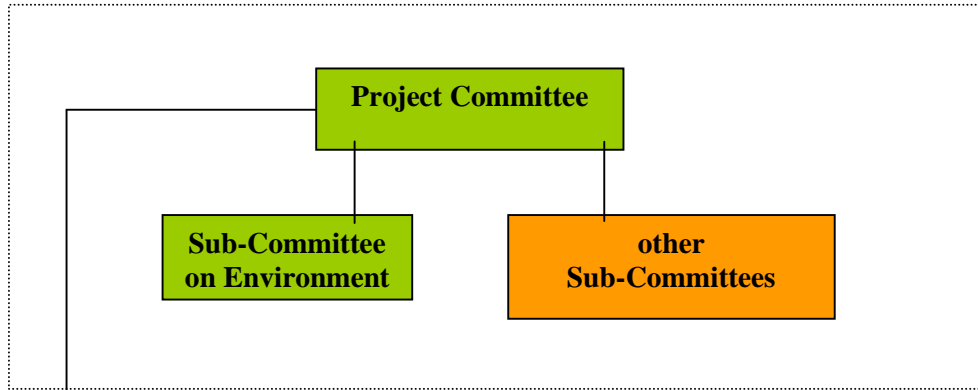 Project Committee
Sub-Committee
on Environment
other
Sub-Committees